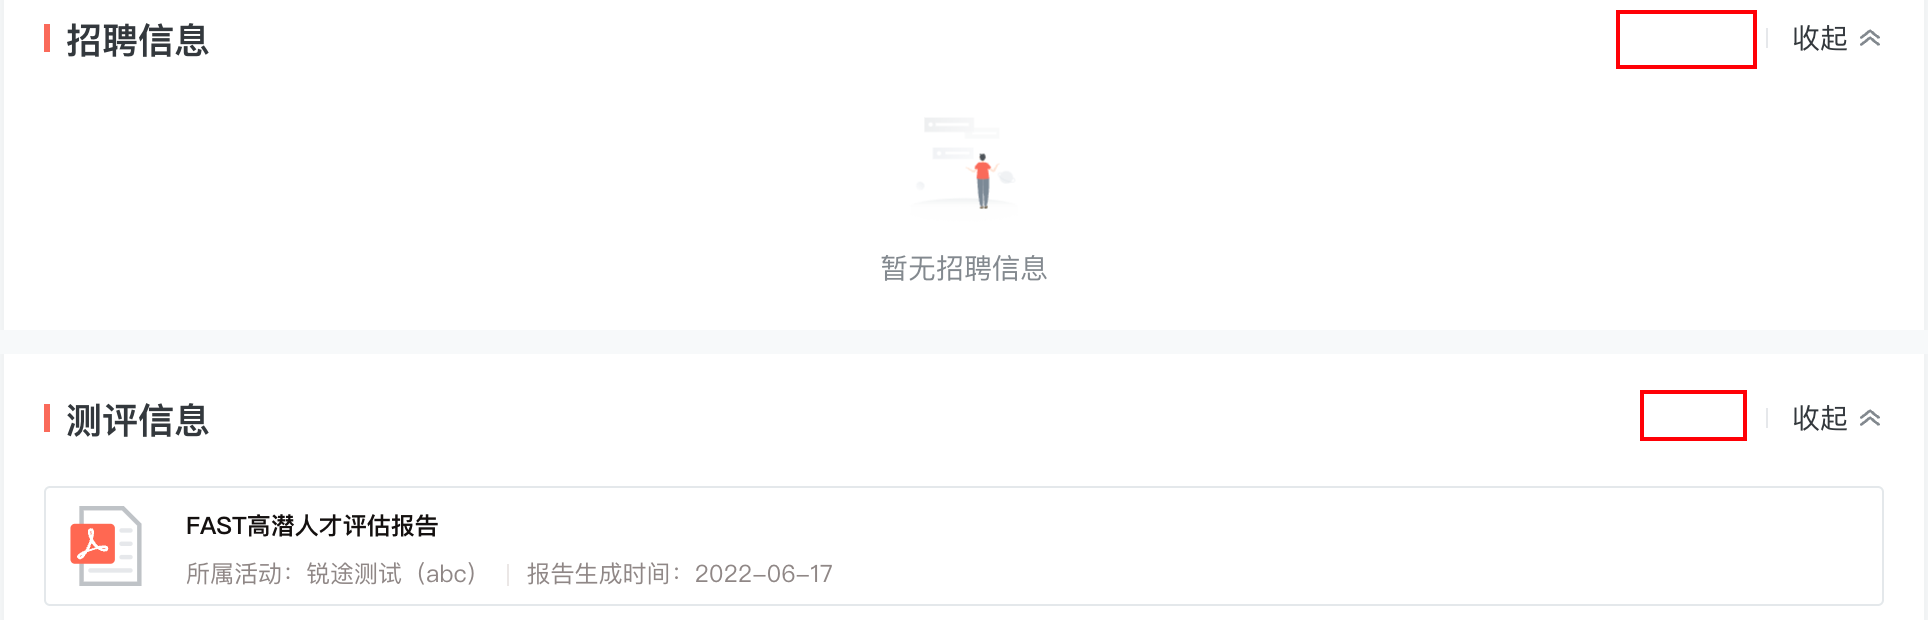 招聘信息
收起
暂无招聘信息
测评信息
收起
FAST高潜人才评估报告
所属活动：锐途测试（abc） 报告生成时间：2022-06-17